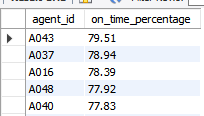 agent_id on_time_percentage
A043 79.51
A037 78.94
A016 78.39
A048 77.92
A040 77.83